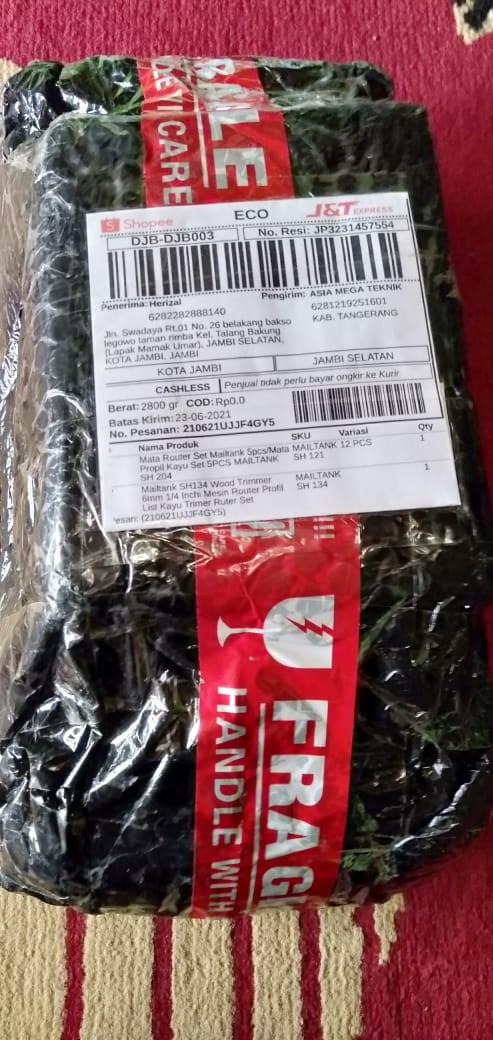 RALE
DLE WI CARE
Shopee
ECO
J&T EXPRESS
DJB-DJB003
No. Resi: JP3231457554
Penerima: Herizal
Pengirim: ASIA MEGA TEKNIK
6282282888140
6281219251601
Jln. Swadaya Rt.01 No. 26 belakang bakso
KAB. TANGERANG
legowo taman rimba Kel. Talang Bakung
(Lapak Mamak Umar), JAMBI SELATAN,
KOTA JAMBI, JAMBI
KOTA JAMBI
JAMBI SELATAN
CASHLESS
Penjual tidak perlu bayar ongkir ke Kurir
Berat: 2800 gr COD: Rp0.0
Batas Kirim: 23-06-2021
No. Pesanan: 210621UJJF4GY5
Nama Produk SKU Variasi Qty
Mata Router Set Mailtank 5pcs/Mata MAILTANK 12 PCS 1
Propil Kayu Set 5PCS MAILTANK SH 121
SH 204
Mailtank SH134 Wood Trimmer MAILTANK 1
6mm 1/4 Inchi Mesin Router Profil SH 134
List Kayu Trimer Ruter Set
esan: (210621UJJF4GY5)
FRAGI
HANDLE WITH